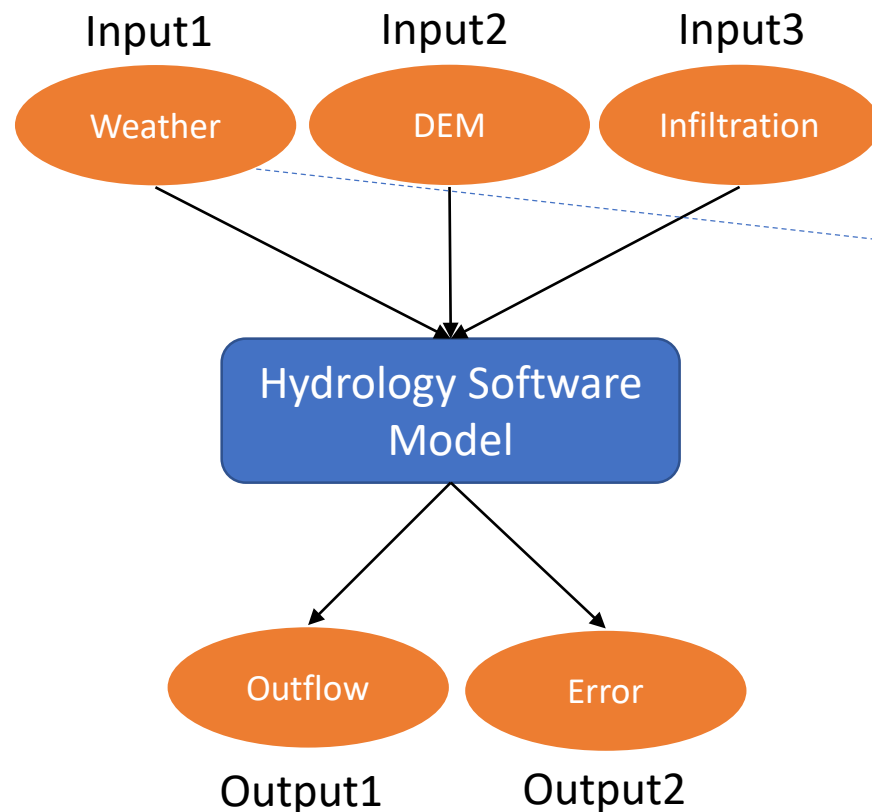 Input1
Input2
Input3
Weather
DEM
Infiltration
Hydrology Software
Model
Outflow
Error
Output1
Output2